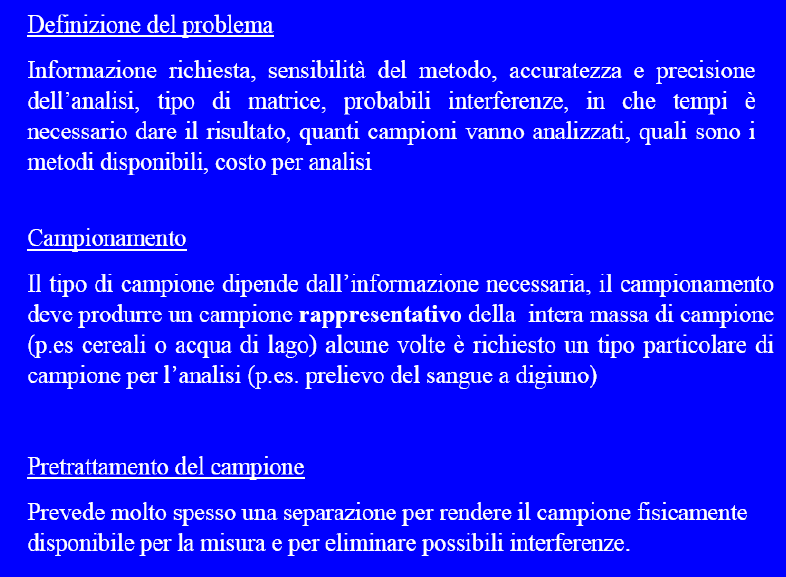 Definizione del problema
Informazione richiesta, sensibilità del metodo, accuratezza e precisione
dell'analisi, tipo di matrice, probabili interferenze, in che tempi è
necessario dare il risultato, quanti campioni vanno analizzati, quali sono i
metodi disponibili, costo per analisi
Campionamento
Il tipo di campione dipende dall'informazione necessaria, il campionamento
deve produrre un campione rappresentativo della intera massa di campione
(p.es cereali o acqua di lago) alcune volte è richiesto un tipo particolare di
campione per l'analisi (p.es. prelievo del sangue a digiuno)
Pretrattamento del campione
Prevede molto spesso una separazione per rendere il campione fisicamente
disponibile per la misura e per eliminare possibili interferenze.